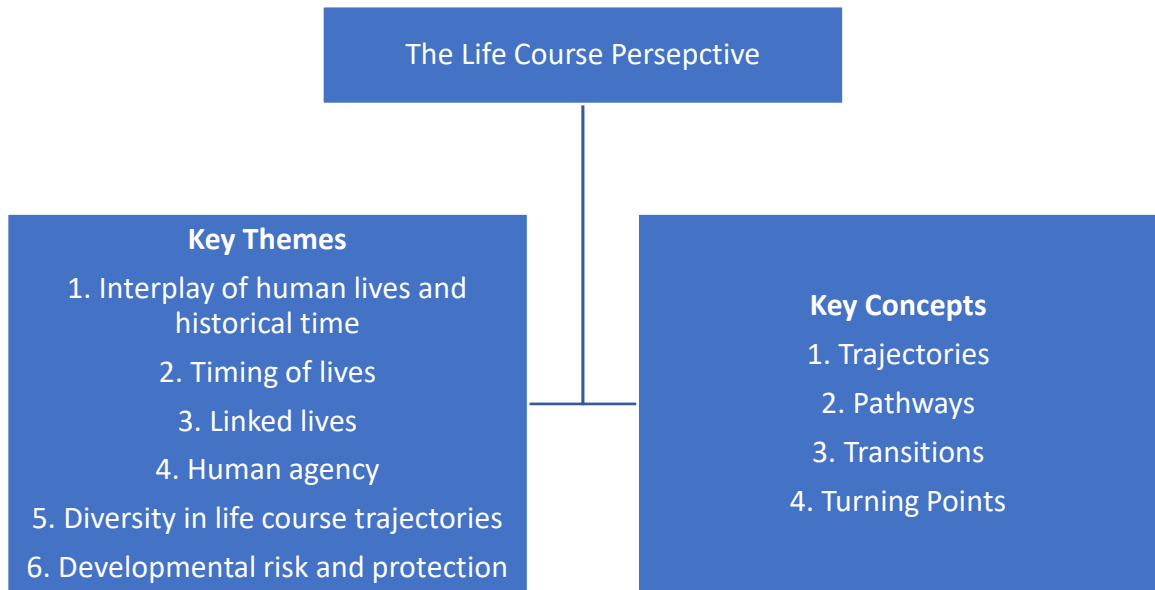 The Life Course Persepctive
Key Themes
1. Interplay of human lives and
historical time
2. Timing of lives
3. Linked lives
4. Human agency
5. Diversity in life course trajectories
6. Developmental risk and protection
Key Concepts
1. Trajectories
2. Pathways
3. Transitions
4. Turning Points